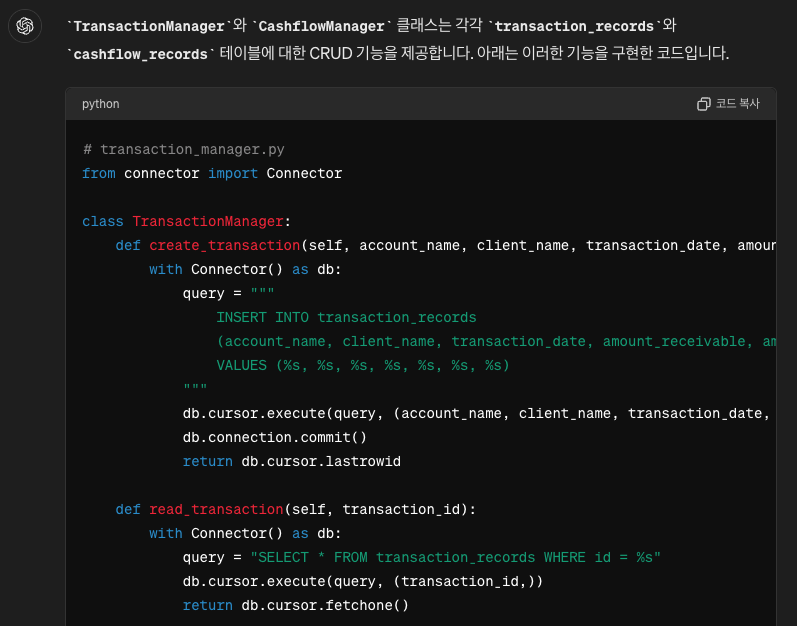 `TransactionManager`와 `CashflowManager` 클래스는 각각 `transaction_records`와
`cashflow_records` 테이블에 대한 CRUD 기능을 제공합니다. 아래는 이러한 기능을 구현한 코드입니다.
python 코드 복사
# transaction_manager.py
from connector import Connector
class TransactionManager:
def create_transaction(self, account_name, client_name, transaction_date, amoun
with Connector() as db:
query = """
INSERT INTO transaction_records
(account_name, client_name, transaction_date, amount_receivable, am
VALUES (%s, %s, %s, %s, %s, %s, %s)
"""
db.cursor.execute(query, (account_name, client_name, transaction_date,
db.connection.commit()
return db.cursor.lastrowid
def read_transaction(self, transaction_id):
with Connector() as db:
query = "SELECT * FROM transaction_records WHERE id = %s"
db.cursor.execute(query, (transaction_id,))
return db.cursor.fetchone()